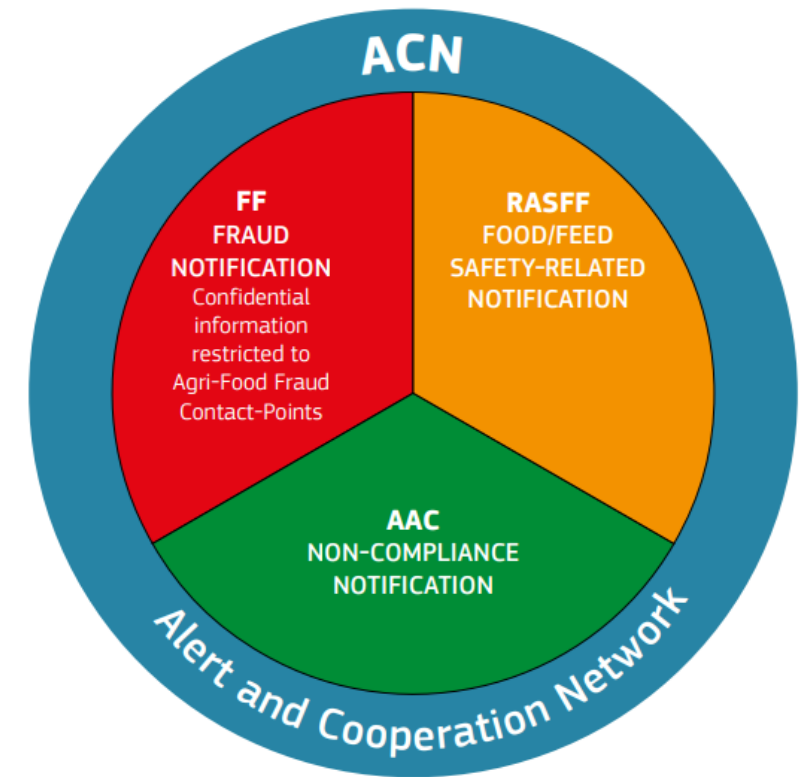 ACN
FF
FRAUD
NOTIFICATION
Confidential
information
restricted to
Agri-Food Fraud
Contact-Points
RASFF
FOOD/FEED
SAFETY-RELATED
NOTIFICATION
AAC
NON-COMPLIANCE
NOTIFICATION
Alert and Cooperation Network